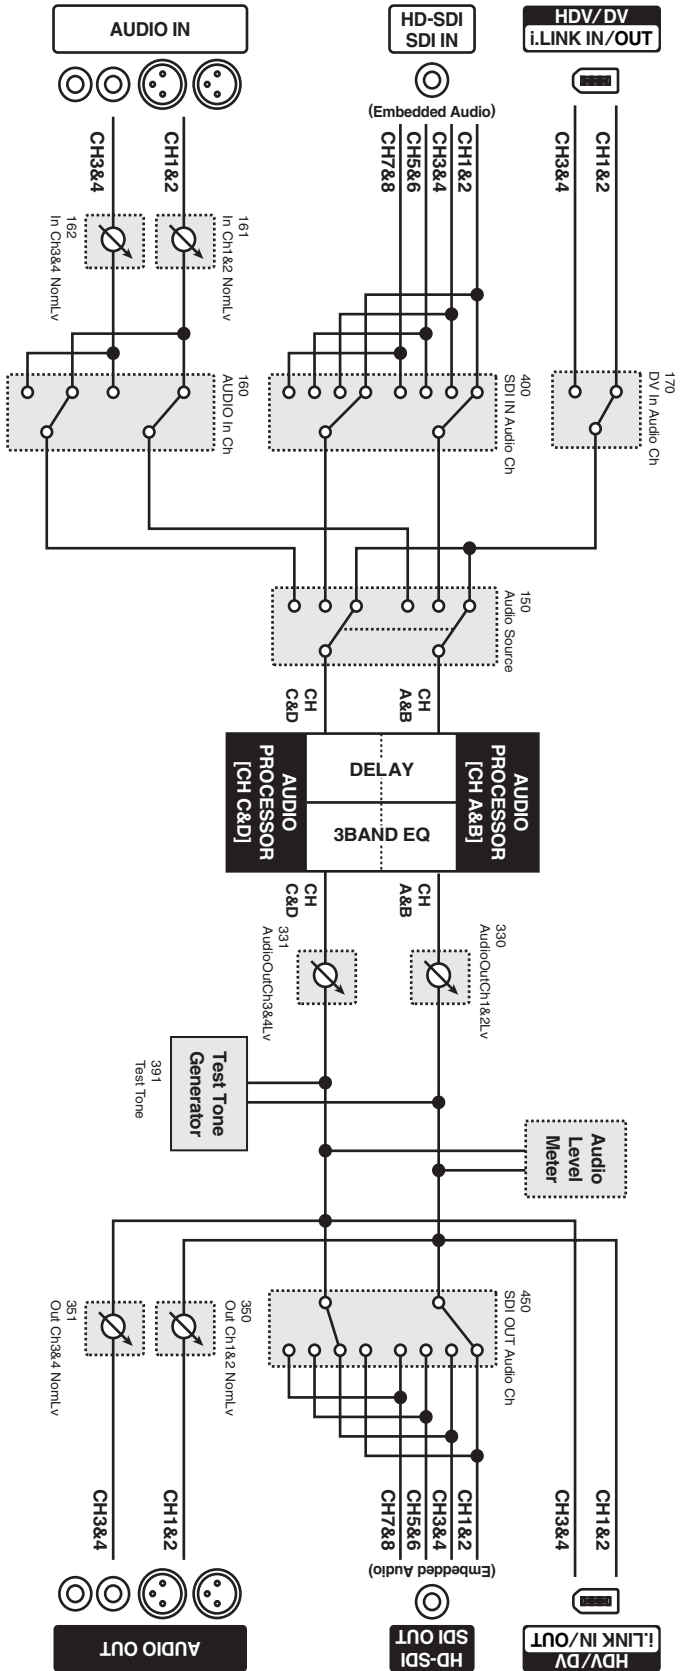 AUDIO IN
HD-SDI
SDI IN
HDV/DV
i.LINK IN/OUT
(Embedded Audio)
CH3&4
CH1&2
CH7&8
CH5&6
CH3&4
CH1&2
CH3&4
CH1&2
162
In Ch3&4 NomLv
161
In Ch1&2 NomLv
160
AUDIO In Ch
400
SDI IN Audio Ch
170
DV In Audio Ch
150
Audio Source
CH
C&D
CH
A&B
AUDIO
PROCESSOR
[CH C&D]
DELAY
3BAND EQ
AUDIO
PROCESSOR
[CH A&B]
CH
C&D
CH
A&B
331
AudioOutCh3&4Lv
330
AudioOutCh1&2Lv
Test Tone
Generator
391
Test Tone
Audio
Level
Meter
351
Out Ch3&4 NomLv
350
Out Ch1&2 NomLv
450
SDI OUT Audio Ch
CH3&4
CH1&2
CH7&8
CH5&6
CH3&4
CH1&2
CH3&4
CH1&2
(Embedded Audio)
AUDIO OUT
HD-SDI
SDI OUT
HDV/DV
i.LINK IN/OUT